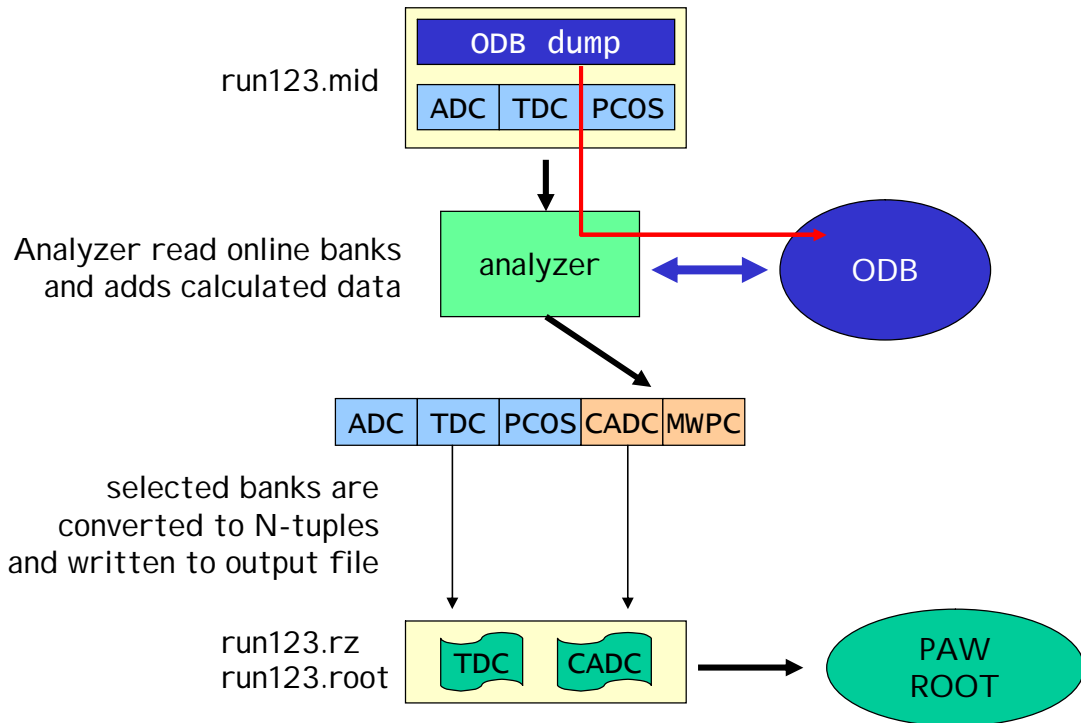 ODB dump
run123.mid
ADC TDC PCOS
Analyzer read online banks
and adds calculated data
analyzer
ODB
ADC TDC PCOS CADC MWPC
selected banks are
converted to N-tuples
and written to output file
run123.rz
run123.root
TDC CADC
PAW
ROOT